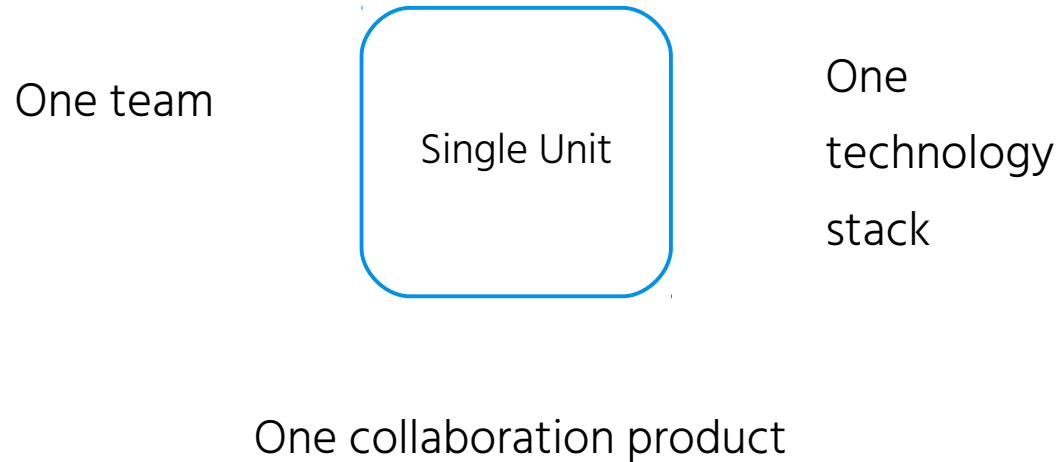 One team
Single Unit
One
technology
stack
One collaboration product